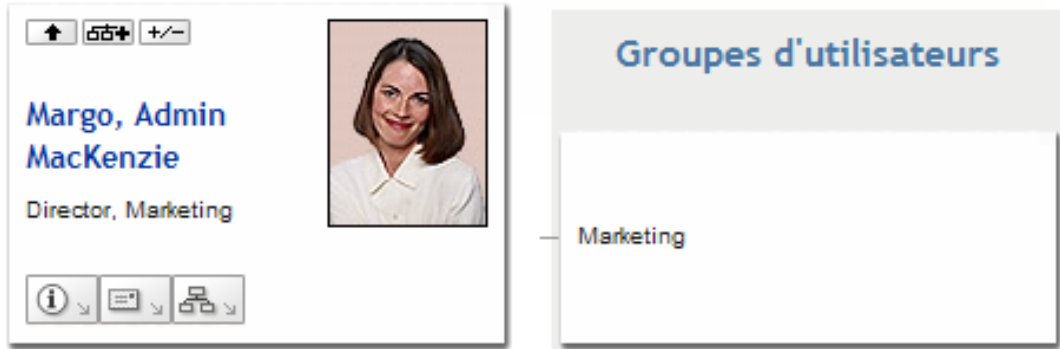 +/-
Margo, Admin
MacKenzie
Director, Marketing
Groupes d'utilisateurs
Marketing